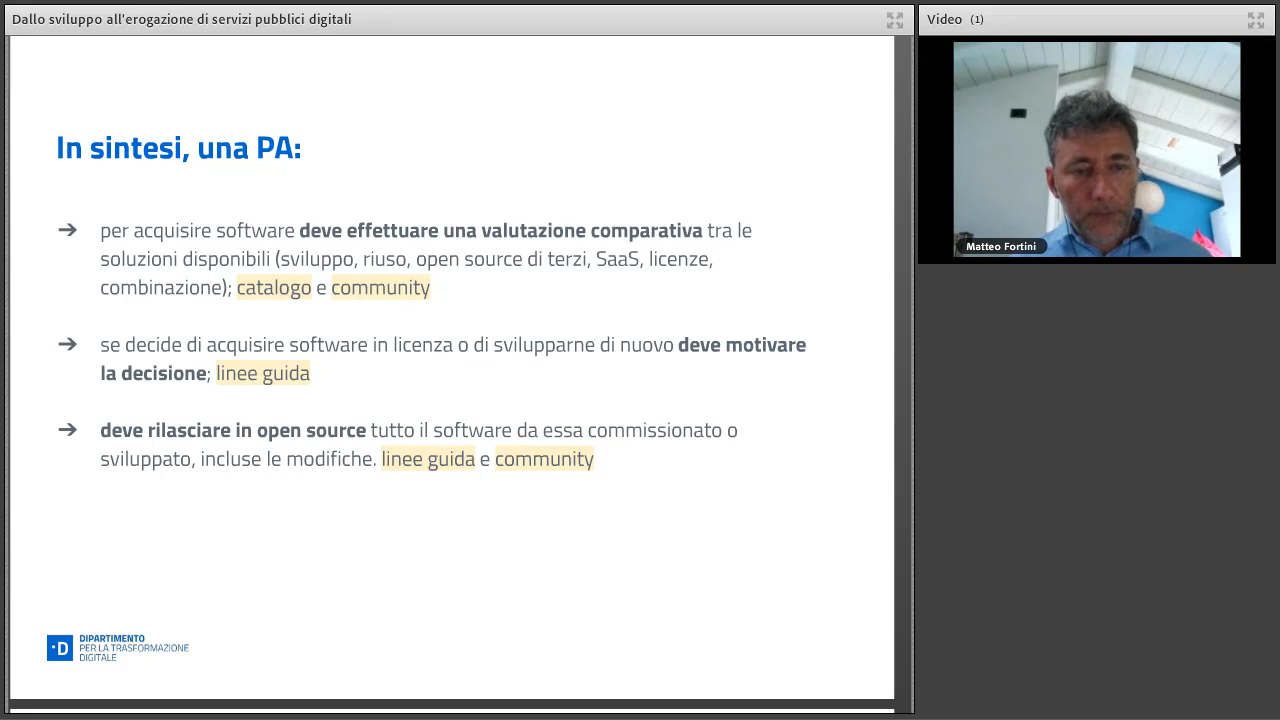 Dallo sviluppo all'erogazione di servizi pubblici digitali
Video (1)
In sintesi, una PA:
➔ per acquisire software deve effettuare una valutazione comparativa tra le
soluzioni disponibili (sviluppo, riuso, open source di terzi, SaaS, licenze,
combinazione); catalogo e community
➔ se decide di acquisire software in licenza o di svilupparne di nuovo deve motivare
la decisione; linee guida
➔ deve rilasciare in open source tutto il software da essa commissionato o
sviluppato, incluse le modifiche. linee guida e community
Matteo Fortini
·D
DIPARTIMENTO
PER LA TRASFORMAZIONE
DIGITALE